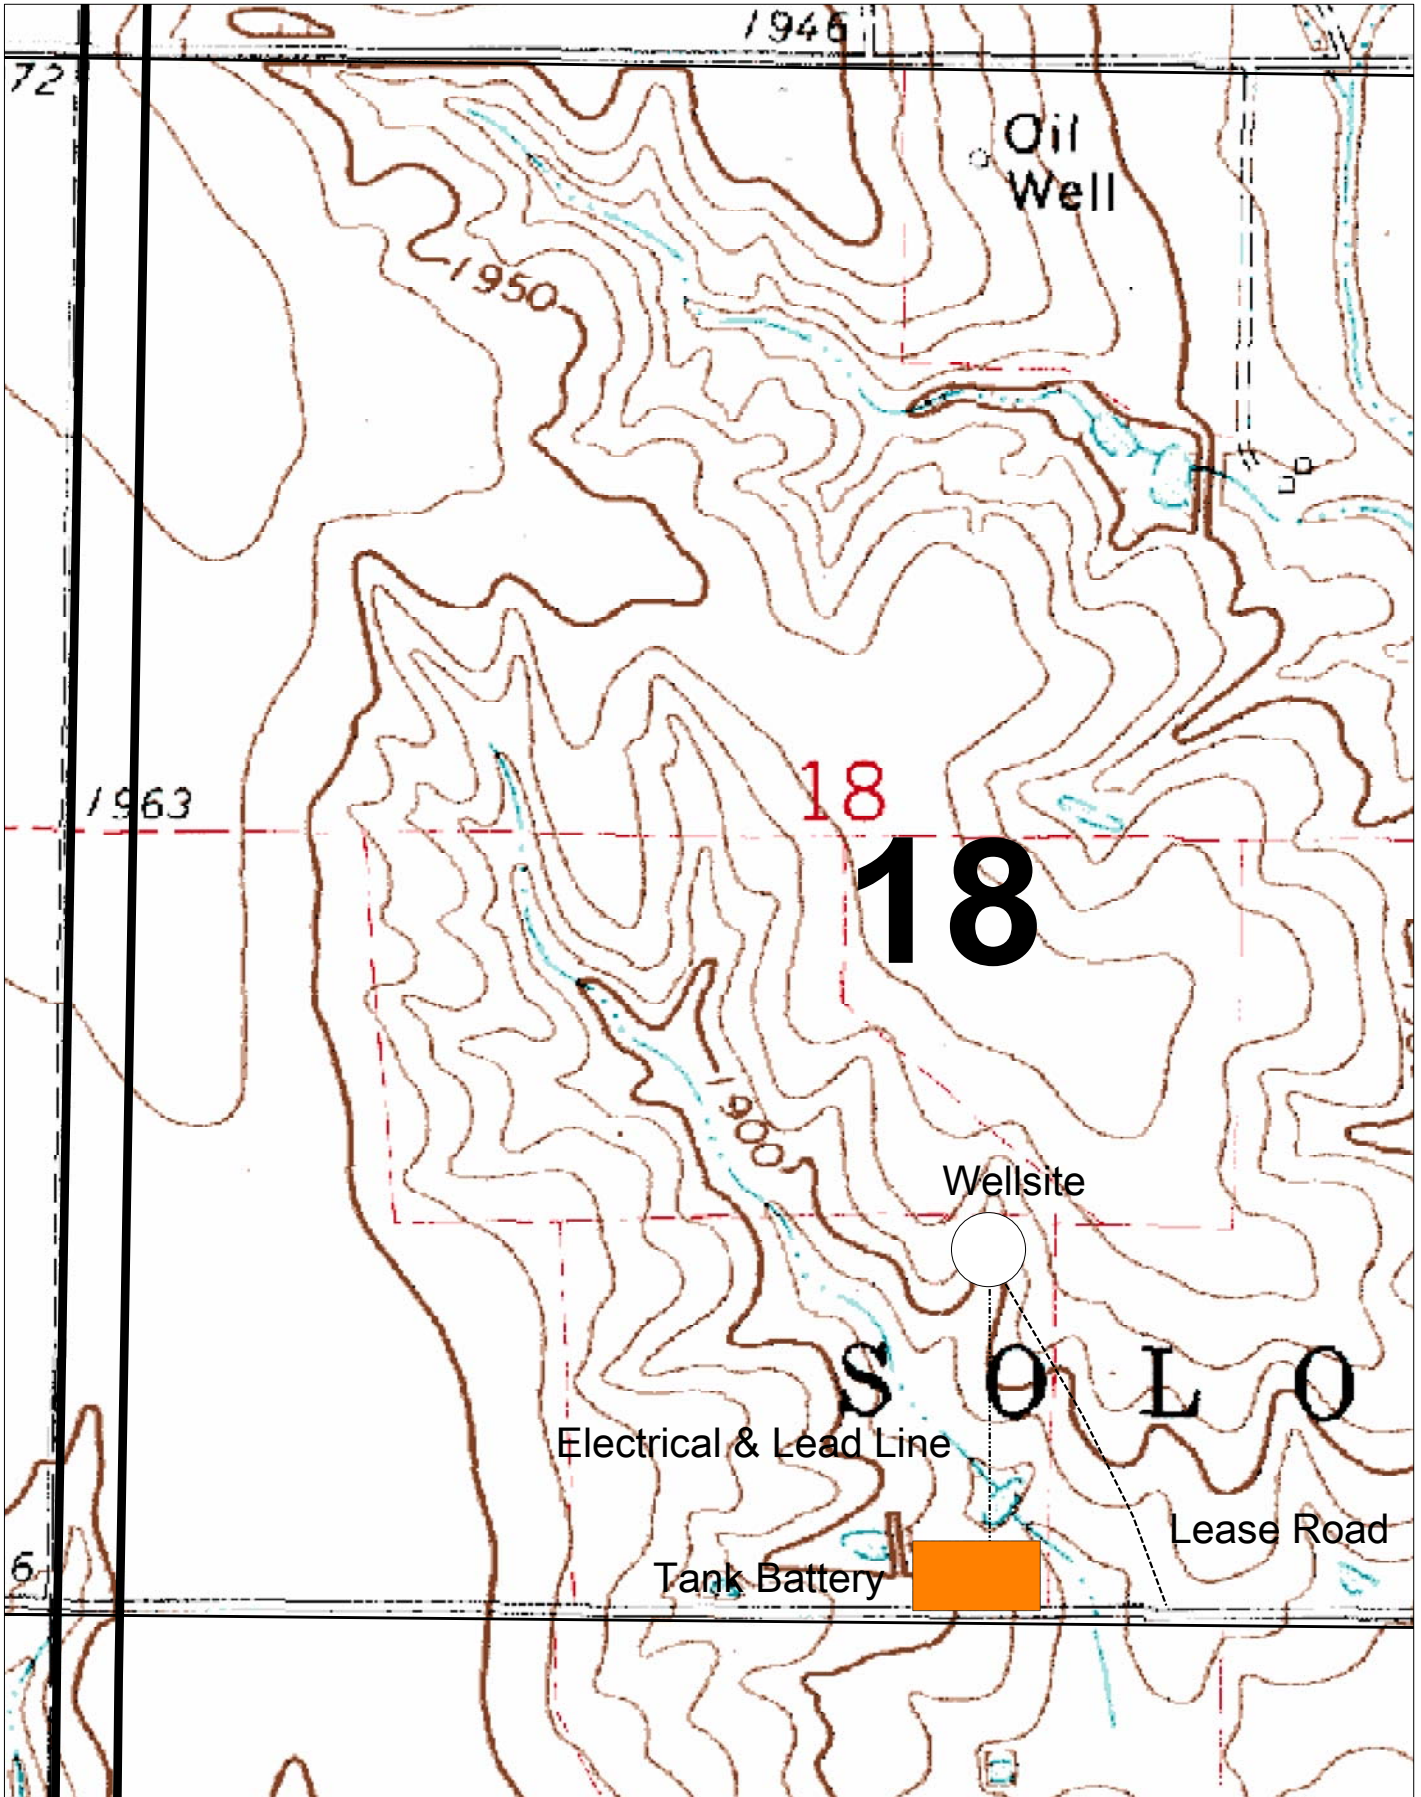 1946
72
Oil
Well
1950
18
1963
18
1900
Wellsite
S O L O
Electrical & Lead Line
Lease Road
6
Tank Battery